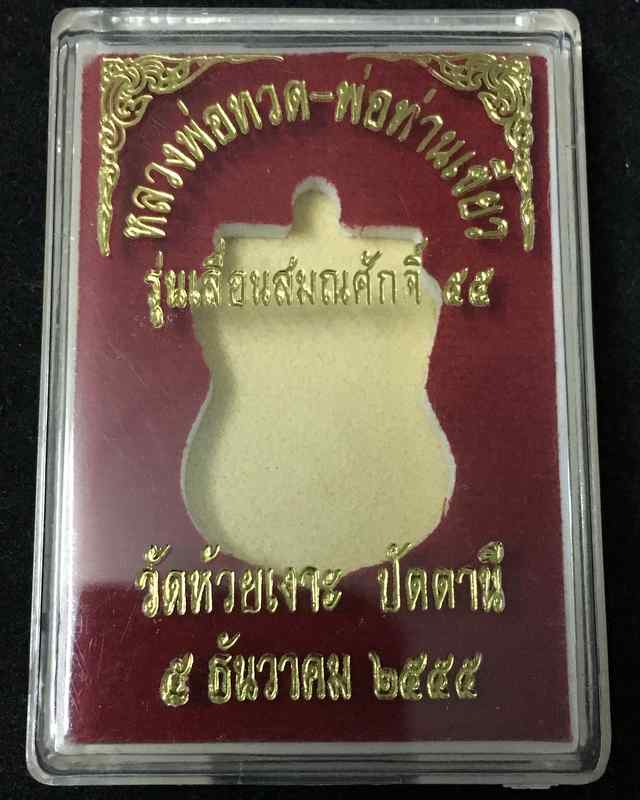 หลวงพ่อทวด-พ่อท่านเขียว
รุ่นเลื่อนสมณศักดิ์ ๕๕
วัดห้วยเงาะ ปัตตานี
๕ ธันวาคม ๒๕๕๕